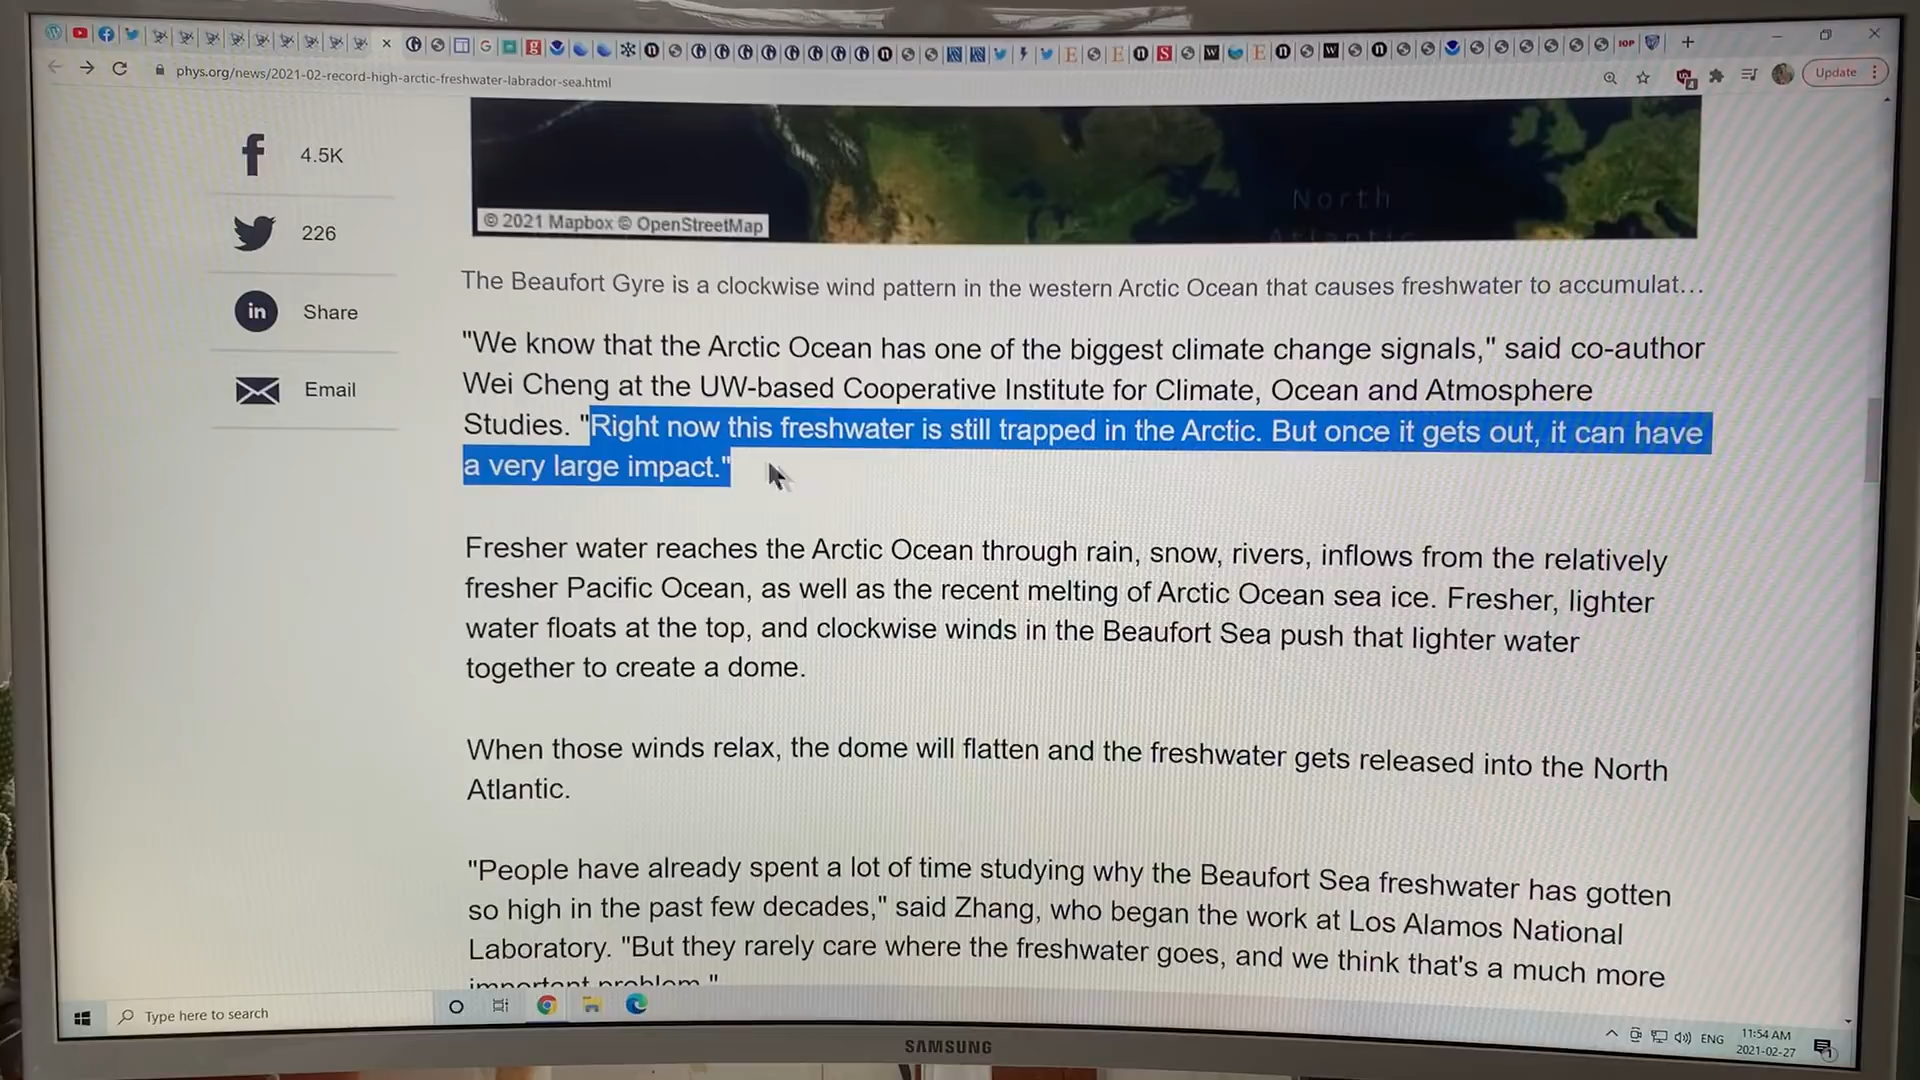 phys.org/news/2021-02-record-high-arctic-freshwater-labrador-sea.html
Update
4.5K
226
Share
Email
North
Atlantic
© 2021 Mapbox © OpenStreetMap
The Beaufort Gyre is a clockwise wind pattern in the western Arctic Ocean that causes freshwater to accumulat...
"We know that the Arctic Ocean has one of the biggest climate change signals," said co-author
Wei Cheng at the UW-based Cooperative Institute for Climate, Ocean and Atmosphere
Studies. "Right now this freshwater is still trapped in the Arctic. But once it gets out, it can have
a very large impact."
Fresher water reaches the Arctic Ocean through rain, snow, rivers, inflows from the relatively
fresher Pacific Ocean, as well as the recent melting of Arctic Ocean sea ice. Fresher, lighter
water floats at the top, and clockwise winds in the Beaufort Sea push that lighter water
together to create a dome.
When those winds relax, the dome will flatten and the freshwater gets released into the North
Atlantic.
"People have already spent a lot of time studying why the Beaufort Sea freshwater has gotten
so high in the past few decades," said Zhang, who began the work at Los Alamos National
Laboratory. "But they rarely care where the freshwater goes, and we think that's a much more
important problem."
Type here to search
ENG
11:54 AM
2021-02-27
SAMSUNG